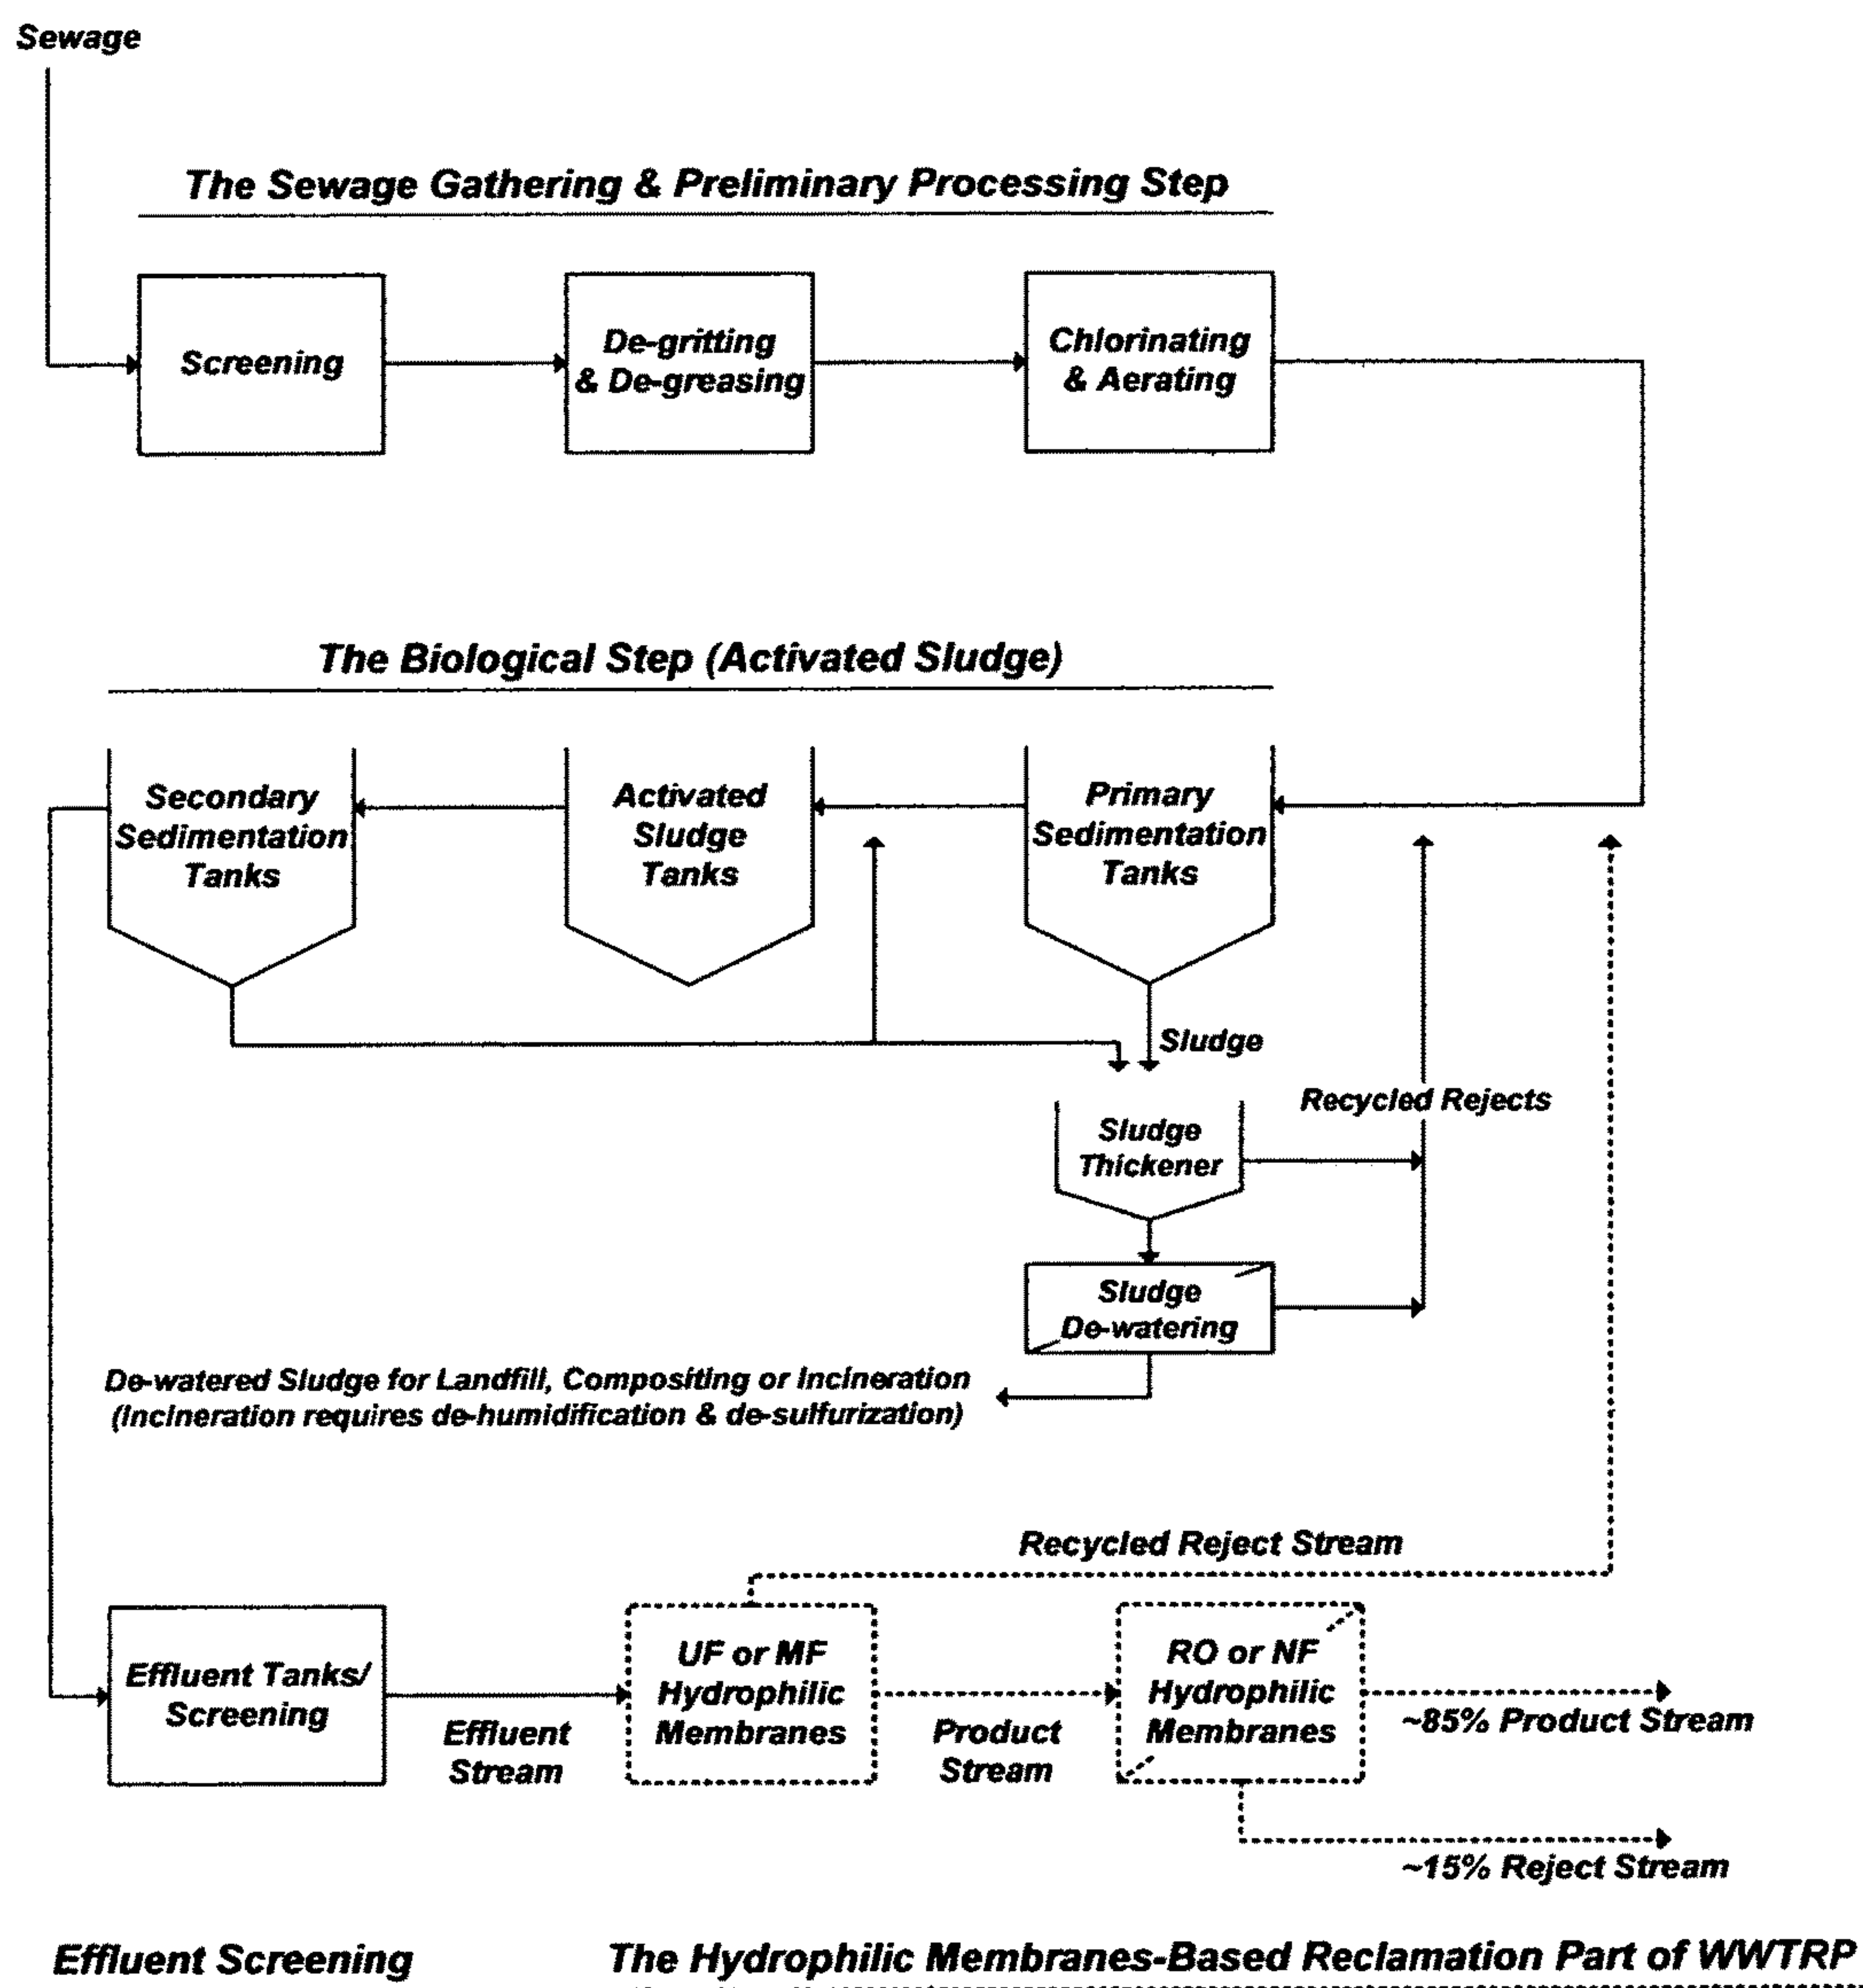 Sewage
The Sewage Gathering & Preliminary Processing Step
Screening
De-gritting
& De-greasing
Chlorinating
& Aerating
The Biological Step (Activated Sludge)
Secondary
Sedimentation
Tanks
Activated
Sludge
Tanks
Primary
Sedimentation
Tanks
Sludge
Recycled Rejects
Sludge
Thickener
Sludge
De-watering
De-watered Sludge for Landfill, Compositing or Incineration
(Incineration requires de-humidification & de-sulfurization)
Recycled Reject Stream
Effluent Tanks/
Screening
Effluent
Stream
UF or MF
Hydrophilic
Membranes
Product
Stream
RO or NF
Hydrophilic
Membranes
~85% Product Stream
~15% Reject Stream
Effluent Screening
The Hydrophilic Membranes-Based Reclamation Part of WWTRP